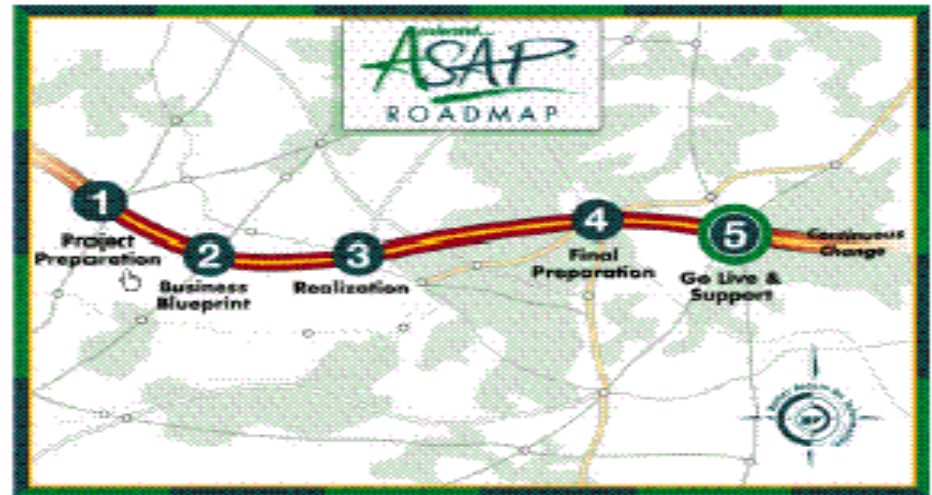 Accelerated
ASAP
ROADMAP
1
Project
Preparation
2
Business
Blueprint
3
Realization
4
Final
Preparation
5
Go Live &
Support
Continuous
Change